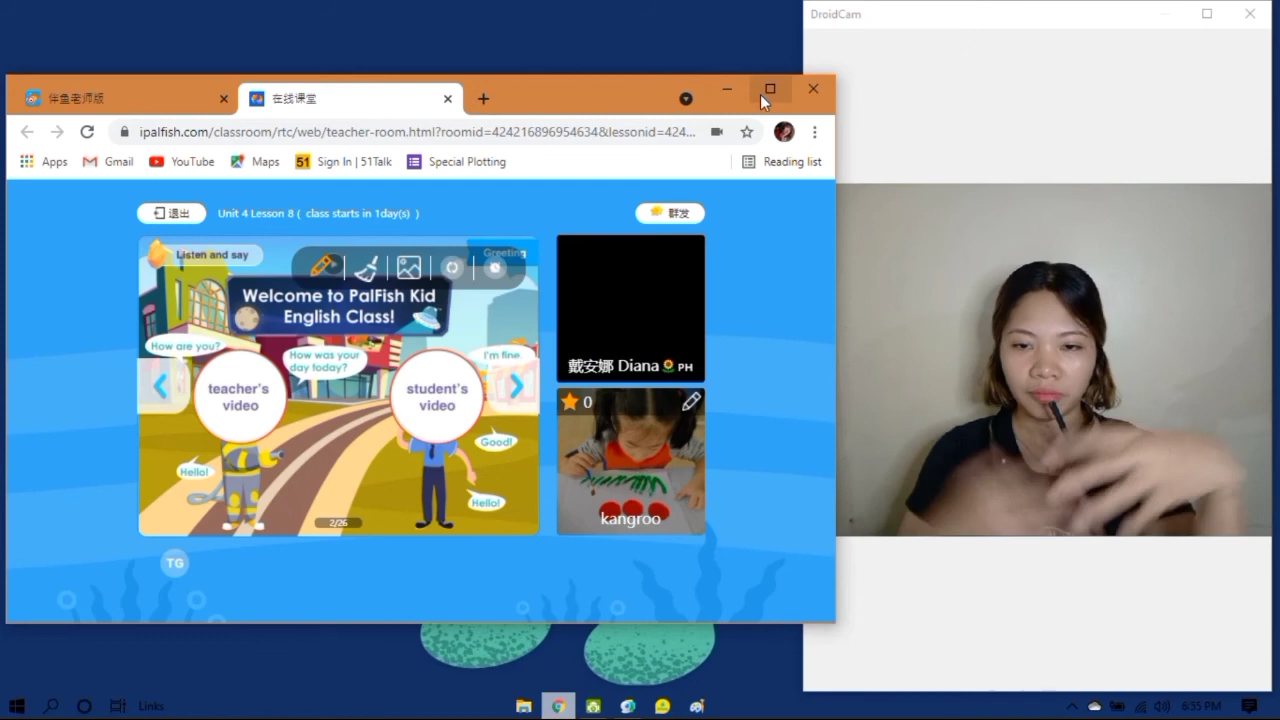 DroidCam
伴鱼老师版
在线课堂
ipalfish.com/classroom/rtc/web/teacher-room.html?roomid=424216896954634&lessonid=424...
Apps
Gmail
YouTube
Maps
51 Sign In | 51Talk
Special Plotting
Reading list
退出
Unit 4 Lesson 8 ( class starts in 1day(s) )
群发
Listen and say
Greeting
Welcome to PalFish Kid
English Class!
How are you?
How was your
day today?
I'm fine.
teacher's
video
student's
video
Good!
Hello!
Hello!
2/26
戴安娜 Diana🌻 PH
0
kangroo
TG
Links
6:55 PM